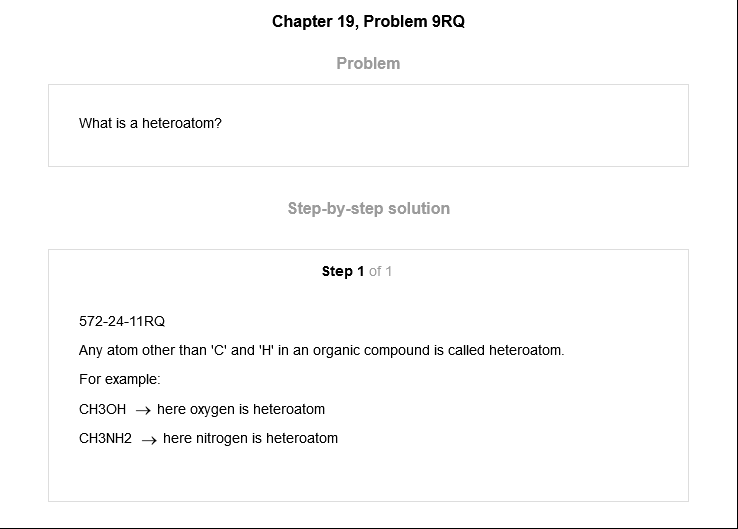 Chapter 19, Problem 9RQ
Problem
What is a heteroatom?
Step-by-step solution
Step 1 of 1
572-24-11RQ
Any atom other than 'C' and 'H' in an organic compound is called heteroatom.
For example:
CH3OH → here oxygen is heteroatom
CH3NH2 → here nitrogen is heteroatom